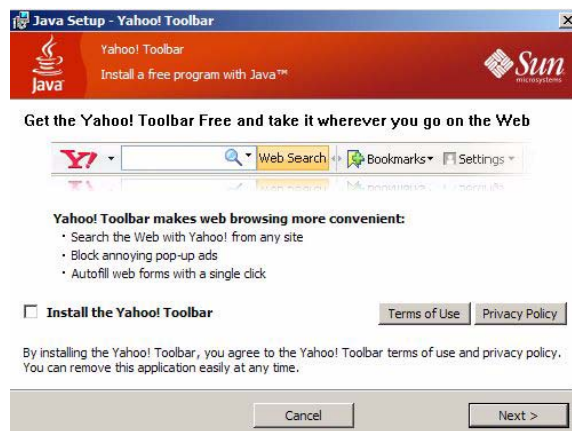 Java Setup - Yahoo! Toolbar
Yahoo! Toolbar
Install a free program with Java™
Java
Sun
microsystems
Get the Yahoo! Toolbar Free and take it wherever you go on the Web
Y! Web Search Bookmarks Settings
Yahoo! Toolbar makes web browsing more convenient:
· Search the Web with Yahoo! from any site
· Block annoying pop-up ads
· Autofill web forms with a single click
Install the Yahoo! Toolbar Terms of Use Privacy Policy
By installing the Yahoo! Toolbar, you agree to the Yahoo! Toolbar terms of use and privacy policy.
You can remove this application easily at any time.
Cancel Next >